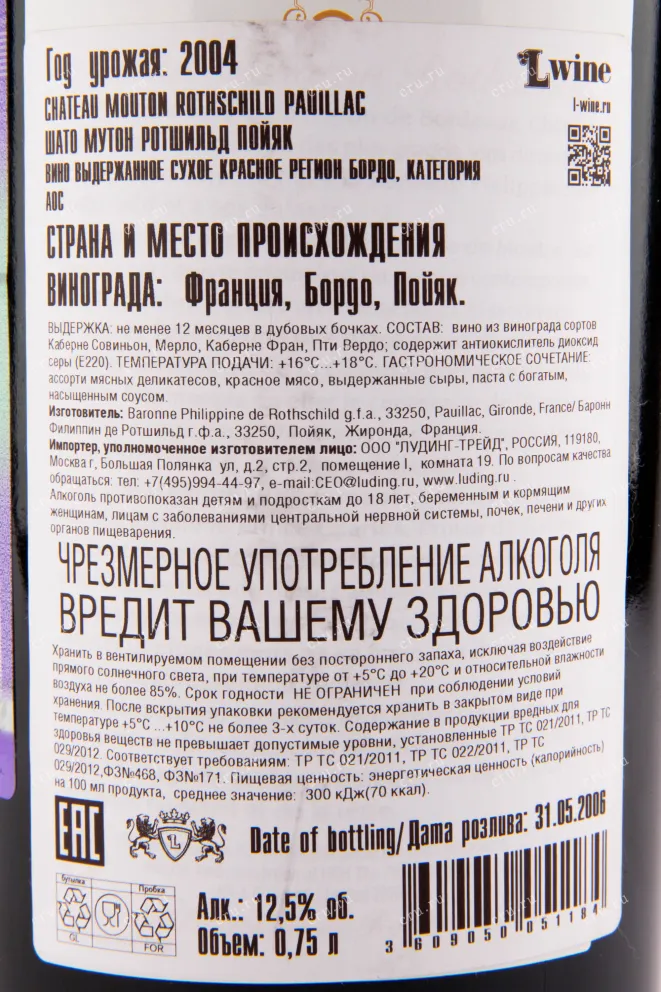 Год урожая: 2004
Lwine
l-wine.ru
CHATEAU MOUTON ROTHSCHILD PAUILLAC
ШАТО МУТОН РОТШИЛЬД ПОЙЯК
ВИНО ВЫДЕРЖАННОЕ СУХОЕ КРАСНОЕ РЕГИОН БОРДО, КАТЕГОРИЯ
АОС
СТРАНА И МЕСТО ПРОИСХОЖДЕНИЯ
ВИНОГРАДА: Франция, Бордо, Пойяк.
ВЫДЕРЖКА: не менее 12 месяцев в дубовых бочках. СОСТАВ: вино из винограда сортов
Каберне Совиньон, Мерло, Каберне Фран, Пти Вердо; содержит антиокислитель диоксид
серы (Е220). ТЕМПЕРАТУРА ПОДАЧИ: +16°С...+18°С. ГАСТРОНОМИЧЕСКОЕ СОЧЕТАНИЕ:
ассорти мясных деликатесов, красное мясо, выдержанные сыры, паста с богатым,
насыщенным соусом.
Изготовитель: Baronne Philippine de Rothschild g.f.a., 33250, Pauillac, Gironde, France/ Баронн
Филиппин де Ротшильд г.ф.а., 33250, Пойяк, Жиронда, Франция.
Импортер, уполномоченное изготовителем лицо: ООО "ЛУДИНГ-ТРЕЙД", РОССИЯ, 119180,
Москва г, Большая Полянка ул, д.2, стр.2, помещение I, комната 19. По вопросам качества
обращаться: тел: +7(495)994-44-97, e-mail:CEO@luding.ru, www.luding.ru .
Алкоголь противопоказан детям и подросткам до 18 лет, беременным и кормящим
женщинам, лицам с заболеваниями центральной нервной системы, почек, печени и других
органов пищеварения.
ЧРЕЗМЕРНОЕ УПОТРЕБЛЕНИЕ АЛКОГОЛЯ
ВРЕДИТ ВАШЕМУ ЗДОРОВЬЮ
Хранить в вентилируемом помещении без постороннего запаха, исключая воздействие
прямого солнечного света, при температуре от +5°С до +20°С и относительной влажности
воздуха не более 85%. Срок годности НЕ ОГРАНИЧЕН при соблюдении условий
хранения. После вскрытия упаковки рекомендуется хранить в закрытом виде при
температуре +5°С ...+10°С не более 3-х суток. Содержание в продукции вредных для
здоровья веществ не превышает допустимые уровни, установленные ТР ТС 021/2011, ТР ТС
029/2012. Соответствует требованиям: ТР ТС 021/2011, ТР ТС 022/2011, ТР ТС
029/2012,ФЗ№468, ФЗ№171. Пищевая ценность: энергетическая ценность (калорийность)
на 100 мл продукта, среднее значение: 300 кДж(70 ккал).
EAC
L
Date of bottling/Дата розлива: 31.05.2006
Бутылка
Пробка
GL
FOR
Алк.: 12,5% об.
Объем: 0,75 л
3 609050 051184
cru.ru